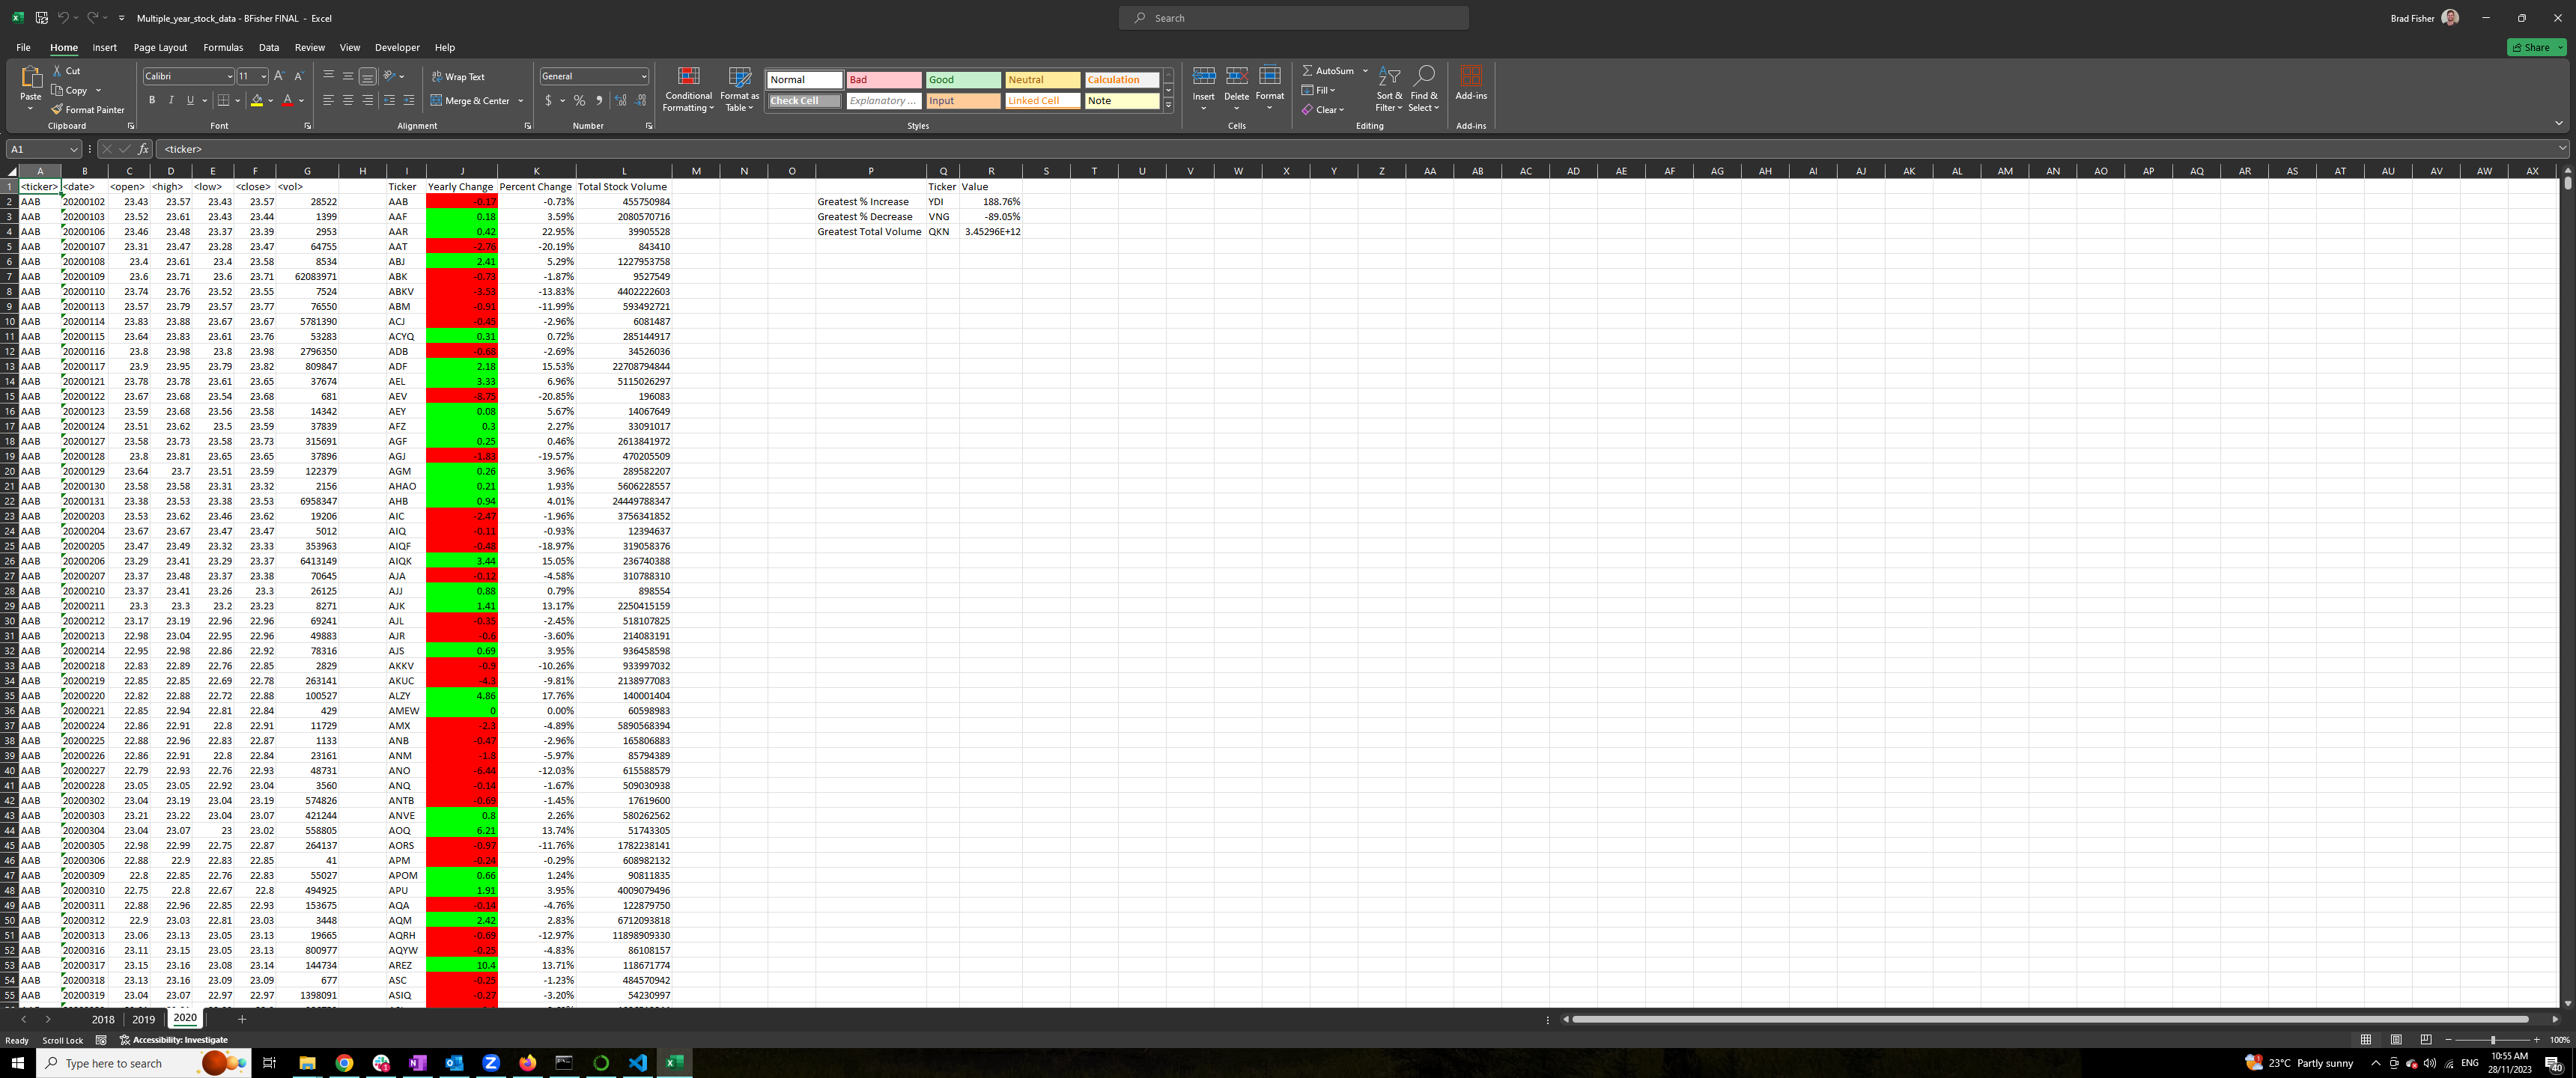 Multiple_year_stock_data - BFisher FINAL - Excel
Search
Brad Fisher
File Home Insert Page Layout Formulas Data Review View Developer Help
Share
Paste
Cut
Copy
Format Painter
Clipboard
Calibri 11
Font
Wrap Text
Merge & Center
Alignment
General
Number
Conditional Formatting
Format as Table
Normal Bad Good Neutral Calculation
Check Cell Explanatory ... Input Linked Cell Note
Styles
Insert Delete Format
Cells
AutoSum
Fill
Clear
Sort & Filter
Find & Select
Editing
Add-ins
Add-ins
A1 fx <ticker>
A B C D E F G H I J K L M N O P Q R S T U V W X Y Z AA AB AC AD AE AF AG AH AI AJ AK AL AM AN AO AP AQ AR AS AT AU AV AW AX
1 <ticker> <date> <open> <high> <low> <close> <vol> Ticker Yearly Change Percent Change Total Stock Volume Ticker Value
2 AAB 20200102 23.43 23.57 23.43 23.57 28522 AAB -0.17 -0.73% 455750984 Greatest % Increase YDI 188.76%
3 AAB 20200103 23.52 23.61 23.43 23.44 1399 AAF 0.18 3.59% 2080570716 Greatest % Decrease VNG -89.05%
4 AAB 20200106 23.46 23.48 23.37 23.39 2953 AAR 0.42 22.95% 39905528 Greatest Total Volume QKN 3.45296E+12
5 AAB 20200107 23.31 23.47 23.28 23.47 64755 AAT -2.76 -20.19% 843410
6 AAB 20200108 23.4 23.61 23.4 23.58 8534 ABJ 2.41 5.29% 1227953758
7 AAB 20200109 23.6 23.71 23.6 23.71 62083971 ABK -0.73 -1.87% 9527549
8 AAB 20200110 23.74 23.76 23.52 23.55 7524 ABKV -3.53 -13.83% 4402222603
9 AAB 20200113 23.57 23.79 23.57 23.77 76550 ABM -0.91 -11.99% 593492721
10 AAB 20200114 23.83 23.88 23.67 23.67 5781390 ACJ -0.45 -2.96% 6081487
11 AAB 20200115 23.64 23.83 23.61 23.76 53283 ACYQ 0.31 0.72% 285144917
12 AAB 20200116 23.8 23.98 23.8 23.98 2796350 ADB -0.68 -2.69% 34526036
13 AAB 20200117 23.9 23.95 23.79 23.82 809847 ADF 2.18 15.53% 22708794844
14 AAB 20200121 23.78 23.78 23.61 23.65 37674 AEL 3.33 6.96% 5115026297
15 AAB 20200122 23.67 23.68 23.54 23.68 681 AEV -8.75 -20.85% 196083
16 AAB 20200123 23.59 23.68 23.56 23.58 14342 AEY 0.08 5.67% 14067649
17 AAB 20200124 23.51 23.62 23.5 23.59 37839 AFZ 0.3 2.27% 33091017
18 AAB 20200127 23.58 23.73 23.58 23.73 315691 AGF 0.25 0.46% 2613841972
19 AAB 20200128 23.8 23.81 23.65 23.65 37896 AGJ -1.83 -19.57% 470205509
20 AAB 20200129 23.64 23.7 23.51 23.59 122379 AGM 0.26 3.96% 289582207
21 AAB 20200130 23.58 23.58 23.31 23.32 2156 AHAO 0.21 1.93% 5606228557
22 AAB 20200131 23.38 23.53 23.38 23.53 6958347 AHB 0.94 4.01% 24449788347
23 AAB 20200203 23.53 23.62 23.46 23.62 19206 AIC -2.47 -1.96% 3756341852
24 AAB 20200204 23.67 23.67 23.47 23.47 5012 AIQ -0.11 -0.93% 12394637
25 AAB 20200205 23.47 23.49 23.32 23.33 353963 AIQF -0.48 -18.97% 319058376
26 AAB 20200206 23.29 23.41 23.29 23.37 6413149 AIQK 3.44 15.05% 236740388
27 AAB 20200207 23.37 23.48 23.37 23.38 70645 AJA -0.12 -4.58% 310788310
28 AAB 20200210 23.37 23.41 23.26 23.3 26125 AJJ 0.88 0.79% 898554
29 AAB 20200211 23.3 23.3 23.2 23.23 8271 AJK 1.41 13.17% 2250415159
30 AAB 20200212 23.17 23.19 22.96 22.96 69241 AJL -0.35 -2.45% 518107825
31 AAB 20200213 22.98 23.04 22.95 22.96 49883 AJR -0.6 -3.60% 214083191
32 AAB 20200214 22.95 22.98 22.86 22.92 78316 AJS 0.69 3.95% 936458598
33 AAB 20200218 22.83 22.89 22.76 22.85 2829 AKKV -0.9 -10.26% 933997032
34 AAB 20200219 22.85 22.85 22.69 22.78 263141 AKUC -4.3 -9.81% 2138977083
35 AAB 20200220 22.82 22.88 22.72 22.88 100527 ALZY 4.86 17.76% 140001404
36 AAB 20200221 22.85 22.94 22.81 22.84 429 AMEW 0 0.00% 60598983
37 AAB 20200224 22.86 22.91 22.8 22.91 11729 AMX -2.3 -4.89% 5890568394
38 AAB 20200225 22.88 22.96 22.83 22.87 1133 ANB -0.47 -2.96% 165806883
39 AAB 20200226 22.86 22.91 22.8 22.84 23161 ANM -1.8 -5.97% 85794389
40 AAB 20200227 22.79 22.93 22.76 22.93 48731 ANO -6.44 -12.03% 615588579
41 AAB 20200228 23.05 23.05 22.92 23.04 3560 ANQ -0.14 -1.67% 509030938
42 AAB 20200302 23.04 23.19 23.04 23.19 574826 ANTB -0.69 -1.45% 17619600
43 AAB 20200303 23.21 23.22 23.04 23.07 421244 ANVE 0.8 2.26% 580262562
44 AAB 20200304 23.04 23.07 23 23.02 558805 AOQ 6.21 13.74% 51743305
45 AAB 20200305 22.98 22.99 22.75 22.87 264137 AORS -0.97 -11.76% 1782238141
46 AAB 20200306 22.88 22.9 22.83 22.85 41 APM -0.24 -0.29% 608982132
47 AAB 20200309 22.8 22.85 22.76 22.83 55027 APOM 0.66 1.24% 90811835
48 AAB 20200310 22.75 22.8 22.67 22.8 494925 APU 1.91 3.95% 4009079496
49 AAB 20200311 22.88 22.96 22.85 22.93 153675 AQA -0.14 -4.76% 122879750
50 AAB 20200312 22.9 23.03 22.81 23.03 3448 AQM 2.42 2.83% 6712093818
51 AAB 20200313 23.06 23.13 23.05 23.13 19665 AQRH -0.69 -12.97% 11898909330
52 AAB 20200316 23.11 23.15 23.05 23.13 800977 AQYW -0.25 -4.83% 86108157
53 AAB 20200317 23.15 23.16 23.08 23.14 144734 AREZ 10.4 13.71% 118671774
54 AAB 20200318 23.13 23.16 23.09 23.09 677 ASC -0.25 -1.23% 484570942
55 AAB 20200319 23.04 23.07 22.97 22.97 1398091 ASIQ -0.27 -3.20% 54230997
2018 2019 2020
Ready Scroll Lock Accessibility: Investigate 100%
Type here to search
23°C Partly sunny ENG 10:55 AM
28/11/2023 40